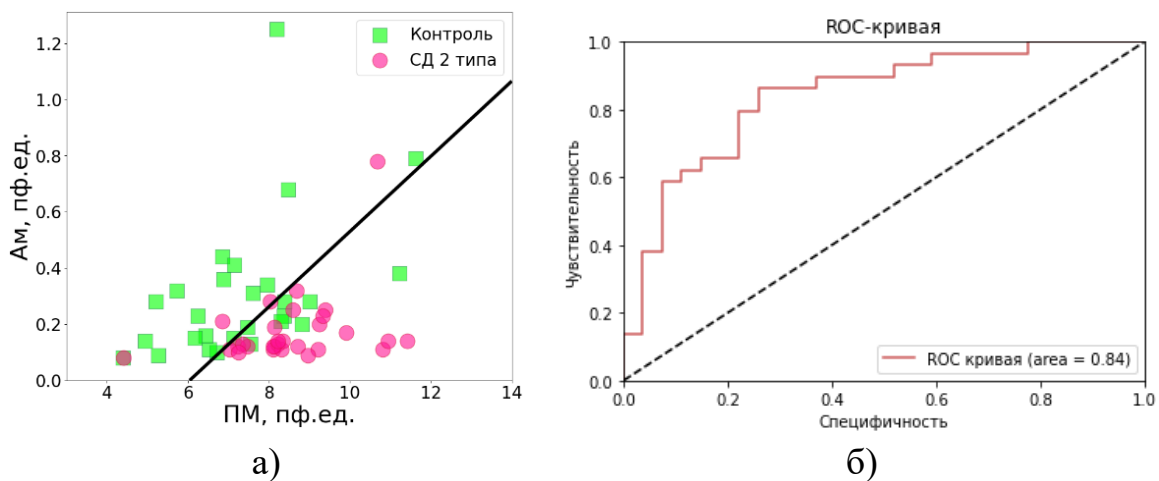 Контроль
СД 2 типа
1.2
1.0
0.8
0.6
0.4
0.2
0.0
Ам, пф.ед.
4
6
8
10
12
14
ПМ, пф.ед.
а)
ROC-кривая
1.0
0.8
0.6
0.4
0.2
0.0
Чувствительность
ROC кривая (area = 0.84)
0.0
0.2
0.4
0.6
0.8
1.0
Специфичность
б)